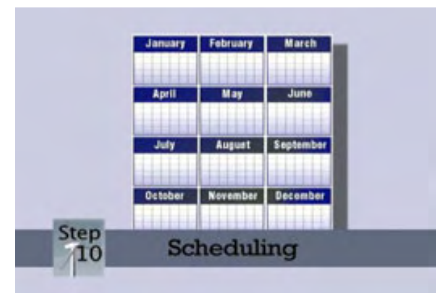 January February March
April May June
July August September
October November December
Step
10 Scheduling